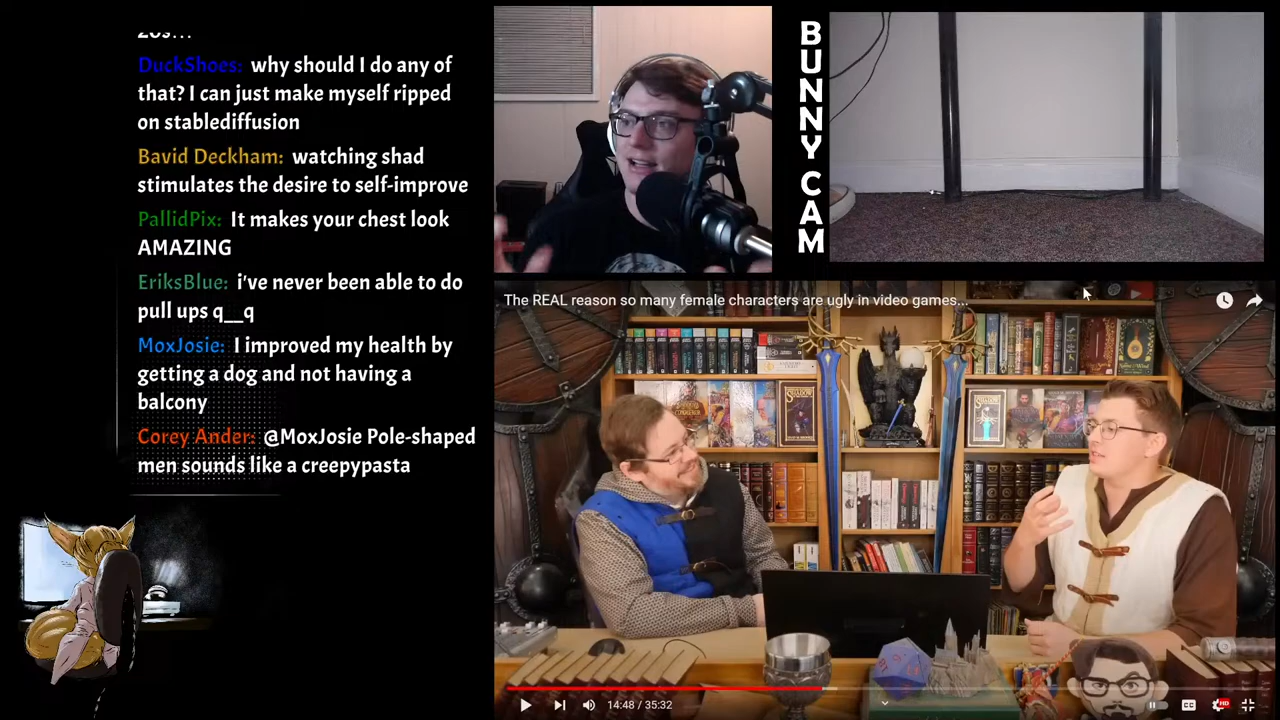 DuckShoes: why should I do any of
that? I can just make myself ripped
on stablediffusion
Bavid Deckham: watching shad
stimulates the desire to self-improve
PallidPix: It makes your chest look
AMAZING
EriksBlue: i've never been able to do
pull ups q__q
MoxJosie: I improved my health by
getting a dog and not having a
balcony
Corey Ander: @MoxJosie Pole-shaped
men sounds like a creepypasta
BUNNY CAM
The REAL reason so many female characters are ugly in video games...
14:48 / 35:32
CC
HD